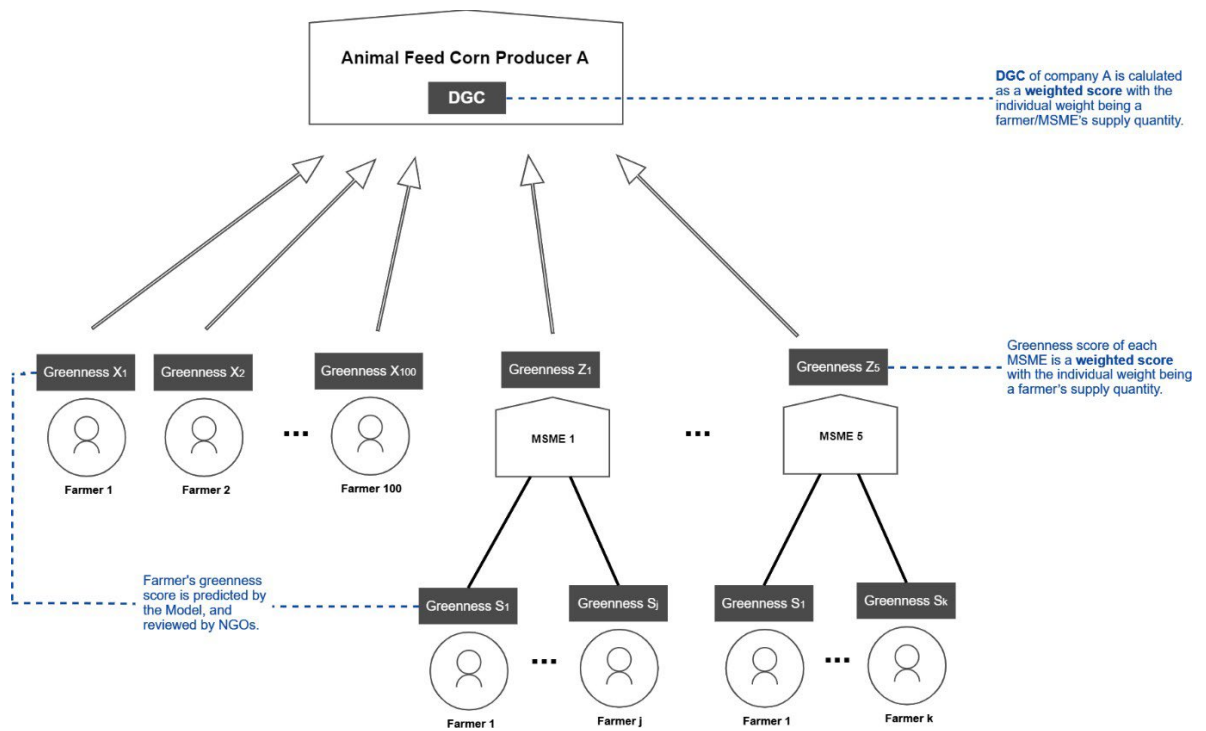 Animal Feed Corn Producer A
DGC
DGC of company A is calulated
as a weighted score with the
individual weight being a
farmer/MSME's supply quantity.
Greenness X1
Greenness X2
Greenness X100
Greenness Z1
Greenness Z5
Greenness score of each
MSME is a weighted score
with the individual weight being
a farmer's supply quantity.
...
MSME 1
...
MSME 5
Farmer 1
Farmer 2
Farmer 100
Farmer's greenness
score is predicted by
the Model, and
reviewed by NGOs.
Greenness S1
Greenness Sj
Greenness S1
Greenness Sk
...
...
Farmer 1
Farmer j
Farmer 1
Farmer k